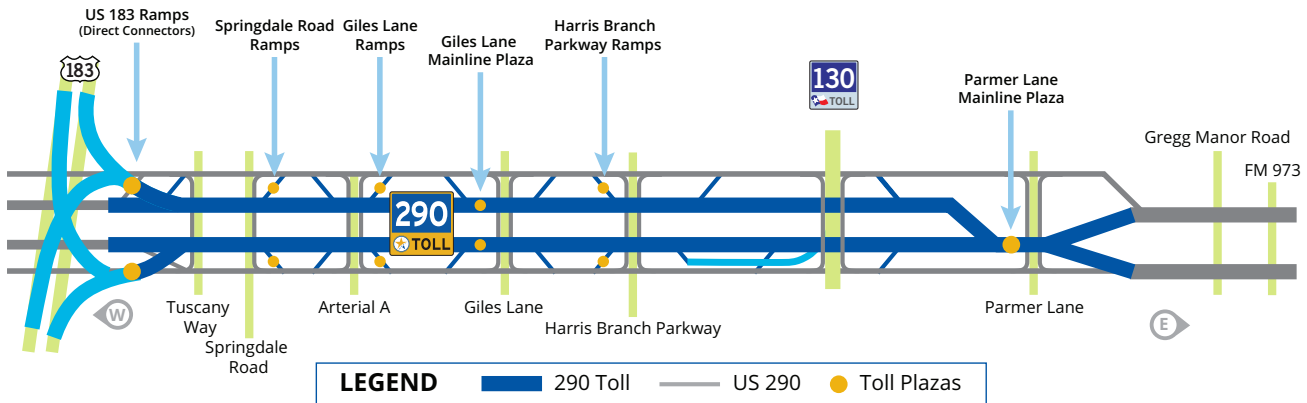 US 183 Ramps
(Direct Connectors)
Springdale Road
Ramps
Giles Lane
Ramps
Giles Lane
Mainline Plaza
Harris Branch
Parkway Ramps
183
130
TOLL
Parmer Lane
Mainline Plaza
Gregg Manor Road
FM 973
290
TOLL
W
Tuscany
Way
Springdale
Road
Arterial A
Giles Lane
Harris Branch Parkway
Parmer Lane
E
LEGEND
290 Toll
US 290
Toll Plazas